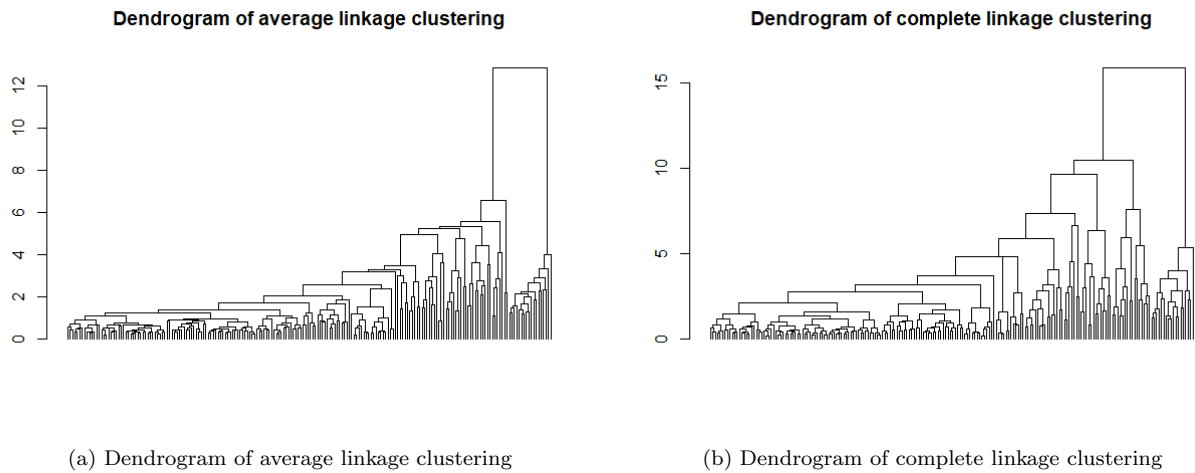 Dendrogram of average linkage clustering
12
10
8
6
4
2
0
(a) Dendrogram of average linkage clustering
Dendrogram of complete linkage clustering
15
10
5
0
(b) Dendrogram of complete linkage clustering